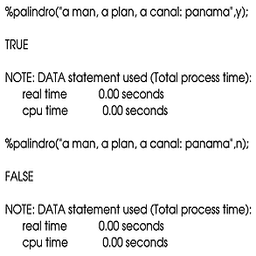 %palindro("a man, a plan, a canal: panama",y);
TRUE
NOTE: DATA statement used (Total process time):
real time 0.00 seconds
cpu time 0.00 seconds
%palindro("a man, a plan, a canal: panama",n);
FALSE
NOTE: DATA statement used (Total process time):
real time 0.00 seconds
cpu time 0.00 seconds